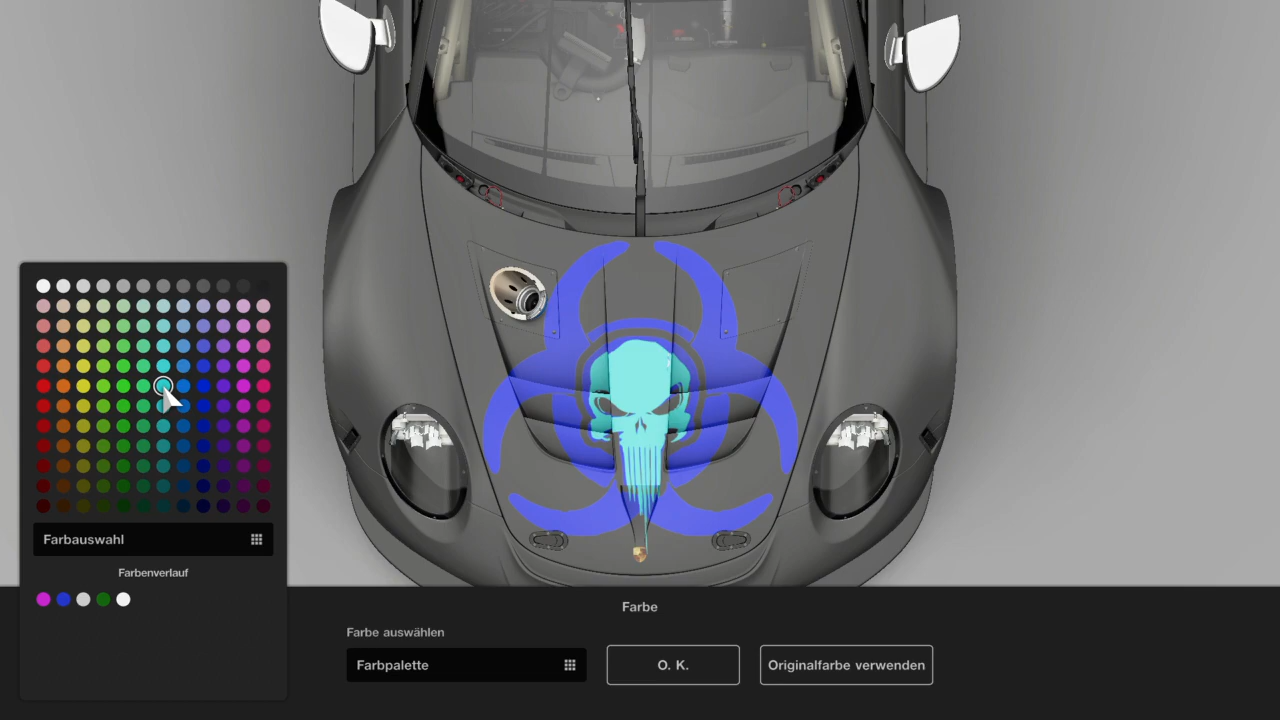 Farbauswahl
Farbenverlauf
Farbe
Farbe auswählen
Farbpalette
O. K.
Originalfarbe verwenden